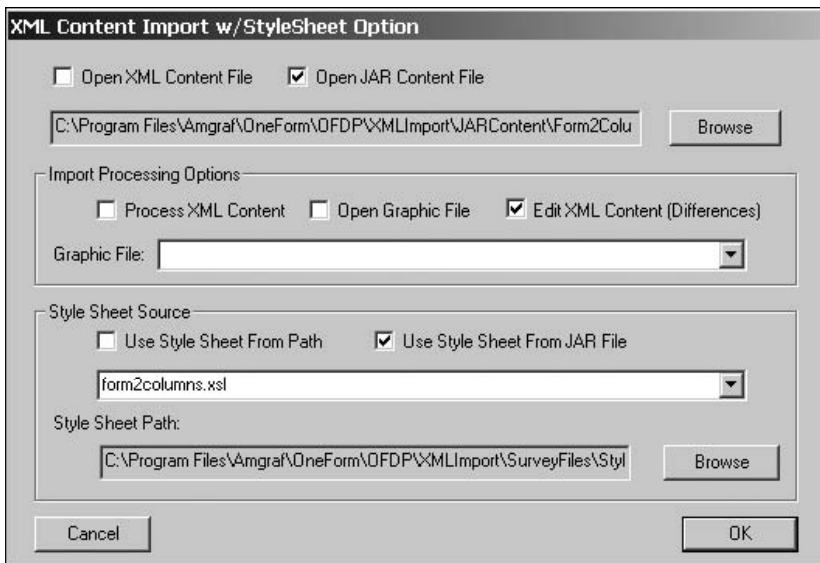 XML Content Import w/StyleSheet Option
Open XML Content File Open JAR Content File
C:\Program Files\Amgraf\OneForm\OFDP\XMLImport\JARContent\Form2Colu Browse
Import Processing Options
Process XML Content Open Graphic File Edit XML Content (Differences)
Graphic File:
Style Sheet Source
Use Style Sheet From Path Use Style Sheet From JAR File
form2columns.xsl
Style Sheet Path:
C:\Program Files\Amgraf\OneForm\OFDP\XMLImport\SurveyFiles\Styl Browse
Cancel OK